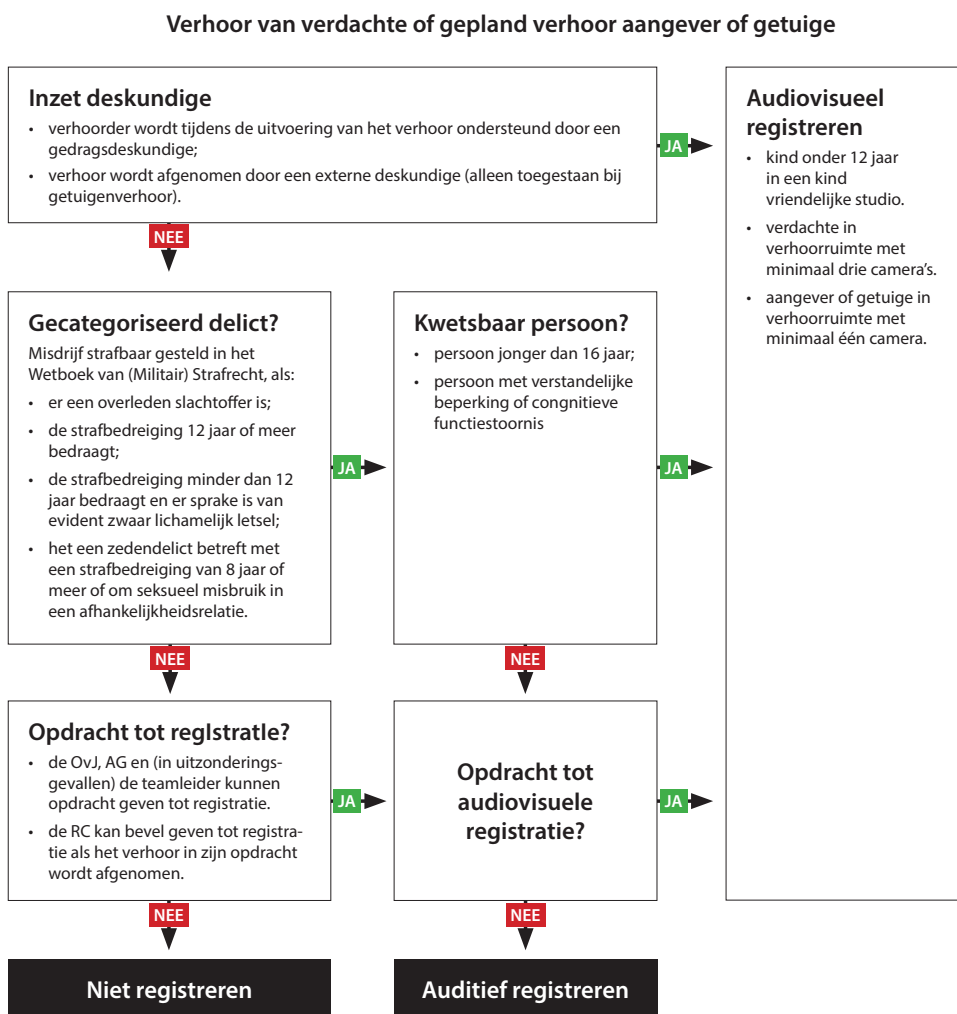 Verhoor van verdachte of gepland verhoor aangever of getuige
Inzet deskundige
• verhoorder wordt tijdens de uitvoering van het verhoor ondersteund door een
gedragsdeskundige;
• verhoor wordt afgenomen door een externe deskundige (alleen toegestaan bij
getuigenverhoor).
JA
NEE
Audiovisueel
registreren
• kind onder 12 jaar
in een kind
vriendelijke studio.
• verdachte in
verhoorruimte met
minimaal drie camera's.
• aangever of getuige in
verhoorruimte met
minimaal één camera.
Gecategoriseerd delict?
Misdrijf strafbaar gesteld in het
Wetboek van (Militair) Strafrecht, als:
• er een overleden slachtoffer is;
• de strafbedreiging 12 jaar of meer
bedraagt;
• de strafbedreiging minder dan 12
jaar bedraagt en er sprake is van
evident zwaar lichamelijk letsel;
• het een zedendelict betreft met
een strafbedreiging van 8 jaar of
meer of om seksueel misbruik in
een afhankelijkheidsrelatie.
JA
NEE
Kwetsbaar persoon?
• persoon jonger dan 16 jaar;
• persoon met verstandelijke
beperking of congnitieve
functiestoornis
JA
NEE
Opdracht tot regIstratIe?
• de OvJ, AG en (in uitzonderings-
gevallen) de teamleider kunnen
opdracht geven tot registratie.
• de RC kan bevel geven tot registra-
tie als het verhoor in zijn opdracht
wordt afgenomen.
JA
NEE
Opdracht tot
audiovisuele
registratie?
JA
NEE
Niet registreren
Auditief registreren